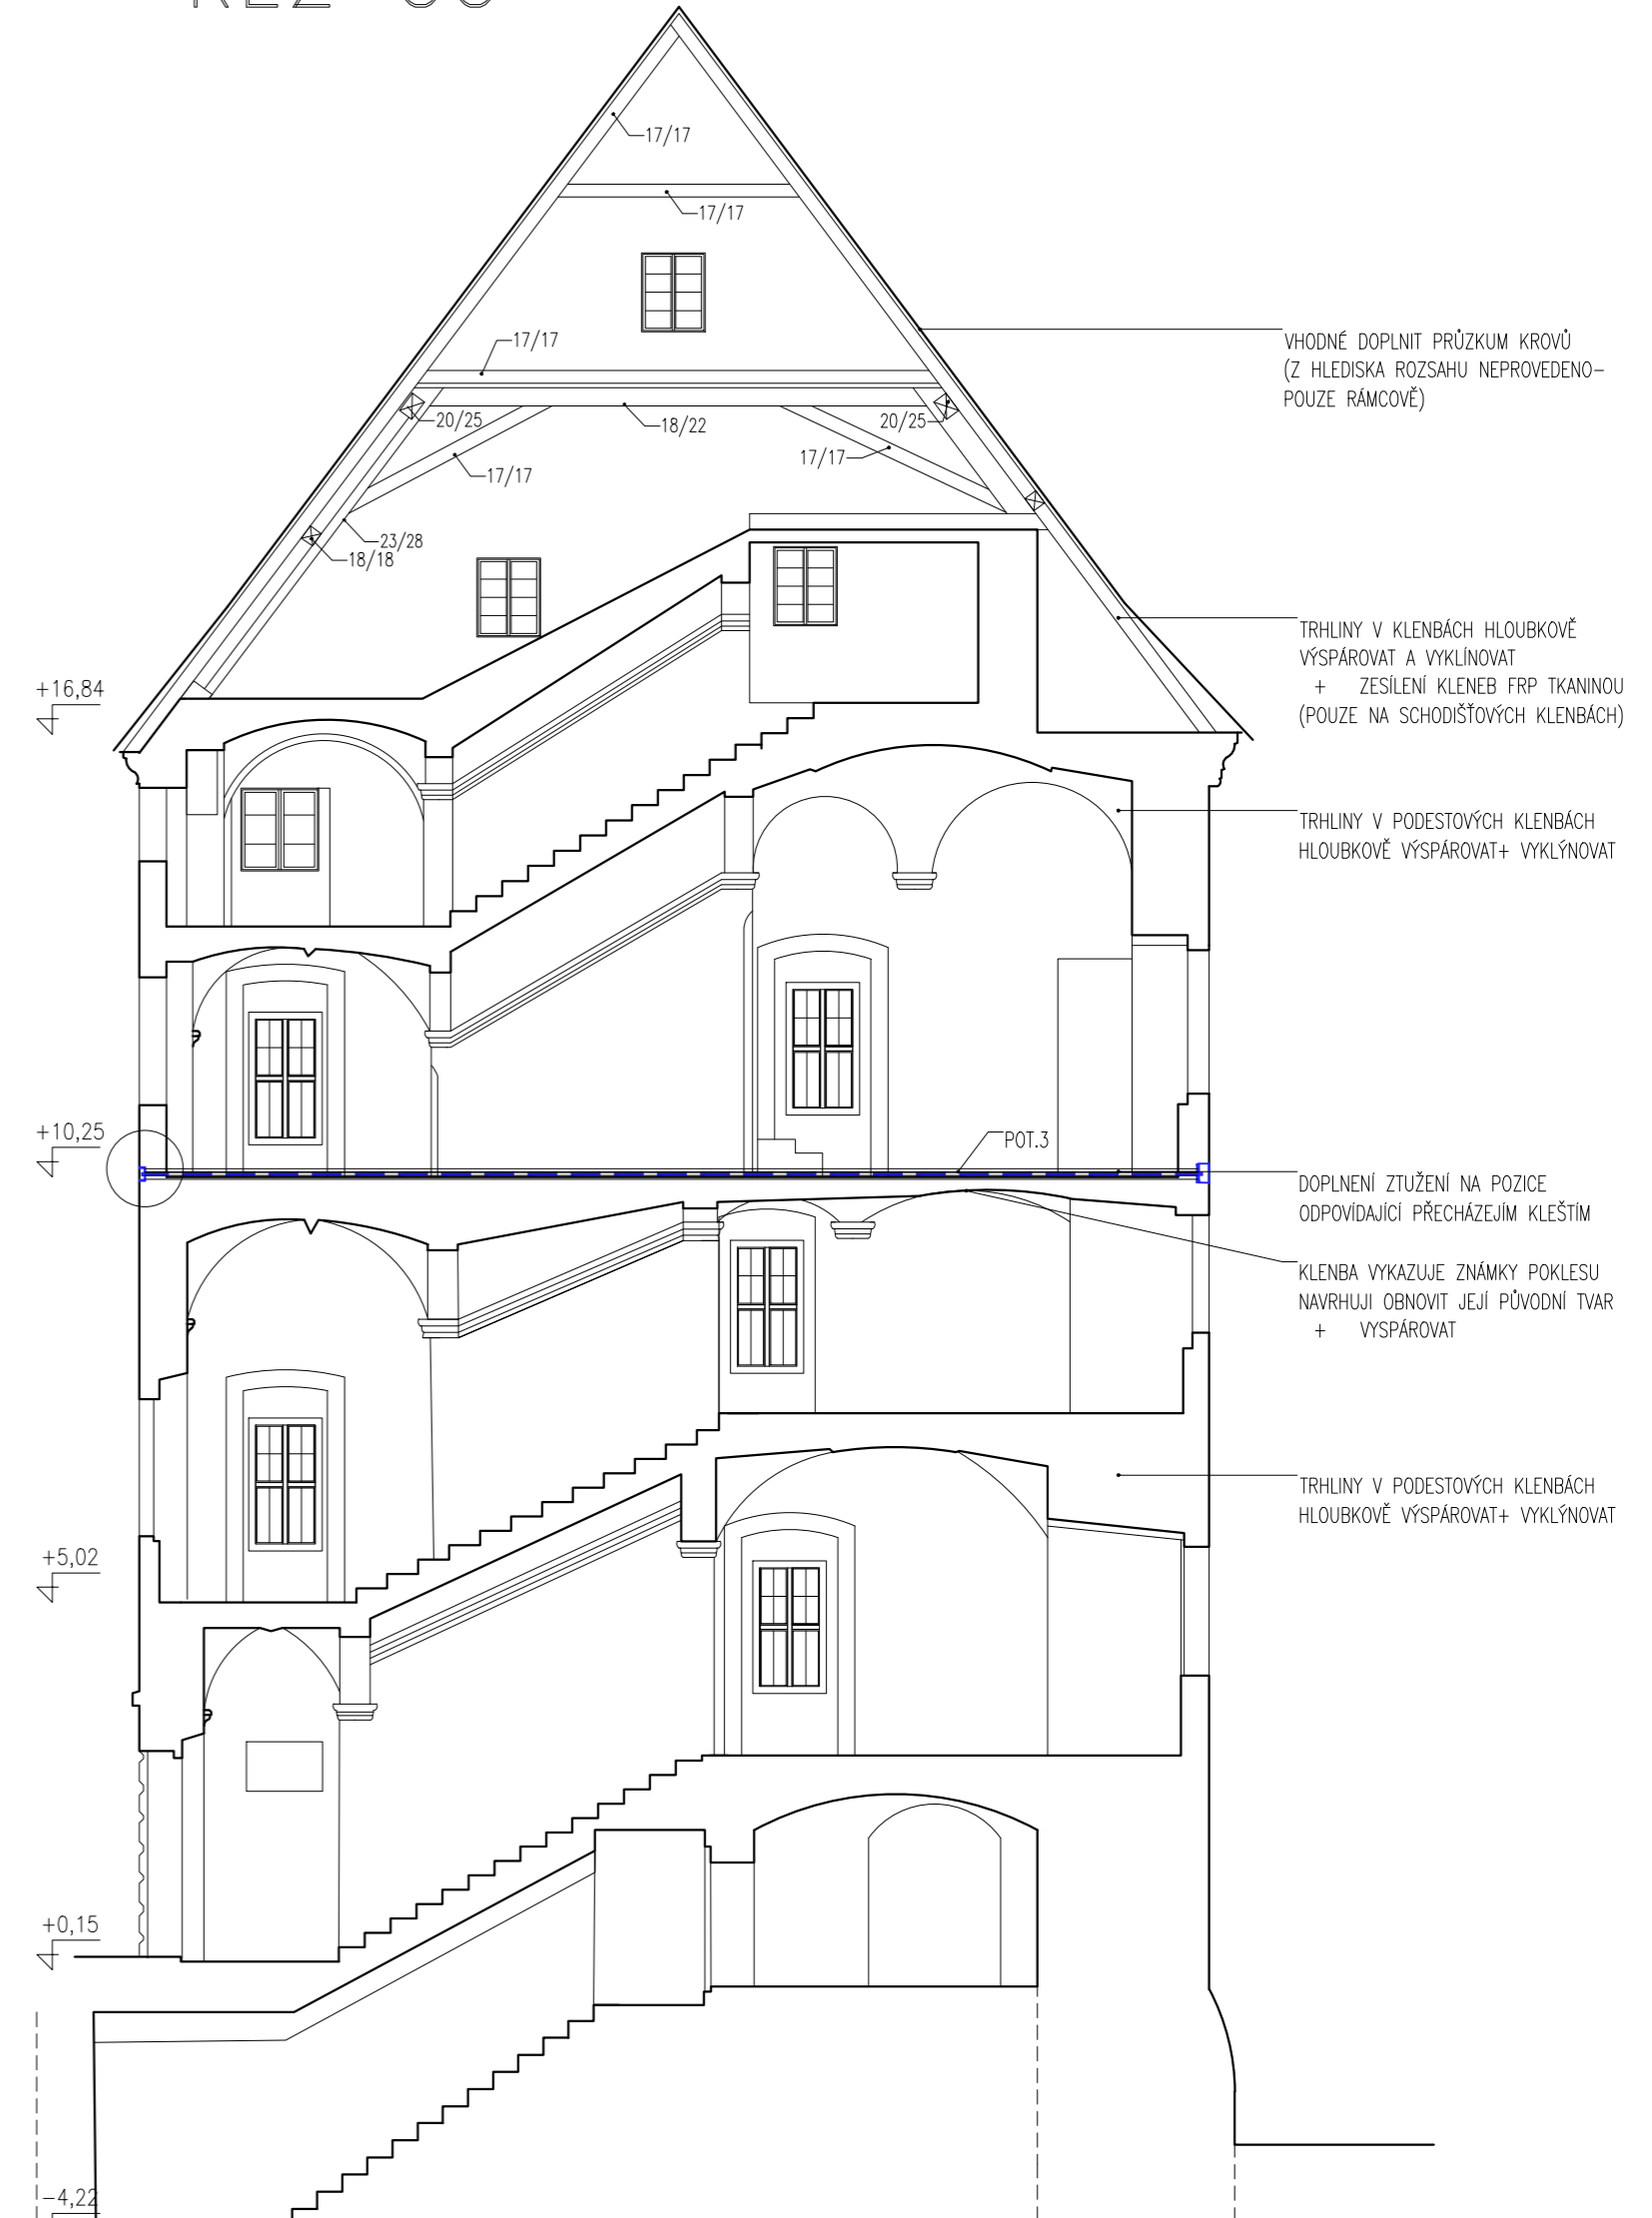 17/17
17/17
17/17
20/25
18/22
20/25
17/17
17/17
23/28
18/18
VHODNÉ DOPLNIT PRŮZKUM KROVŮ
(Z HLEDISKA ROZSAHU NEPROVEDENO–
POUZE RÁMCOVĚ)
TRHLINY V KLENBÁCH HLOUBKOVĚ
VÝSPÁROVAT A VYKLÍNOVAT
+ ZESÍLENÍ KLENEB FRP TKANINOU
(POUZE NA SCHODIŠŤOVÝCH KLENBÁCH)
+16,84
TRHLINY V PODESTOVÝCH KLENBÁCH
HLOUBKOVĚ VÝSPÁROVAT+ VYKLÝNOVAT
+10,25
POT.3
DOPLNENÍ ZTUŽENÍ NA POZICE
ODPOVÍDAJÍCÍ PŘECHÁZEJÍM KLEŠTÍM
KLENBA VYKAZUJE ZNÁMKY POKLESU
NAVRHUJI OBNOVIT JEJÍ PŮVODNÍ TVAR
+ VYSPÁROVAT
TRHLINY V PODESTOVÝCH KLENBÁCH
HLOUBKOVĚ VÝSPÁROVAT+ VYKLÝNOVAT
+5,02
+0,15
–4,22